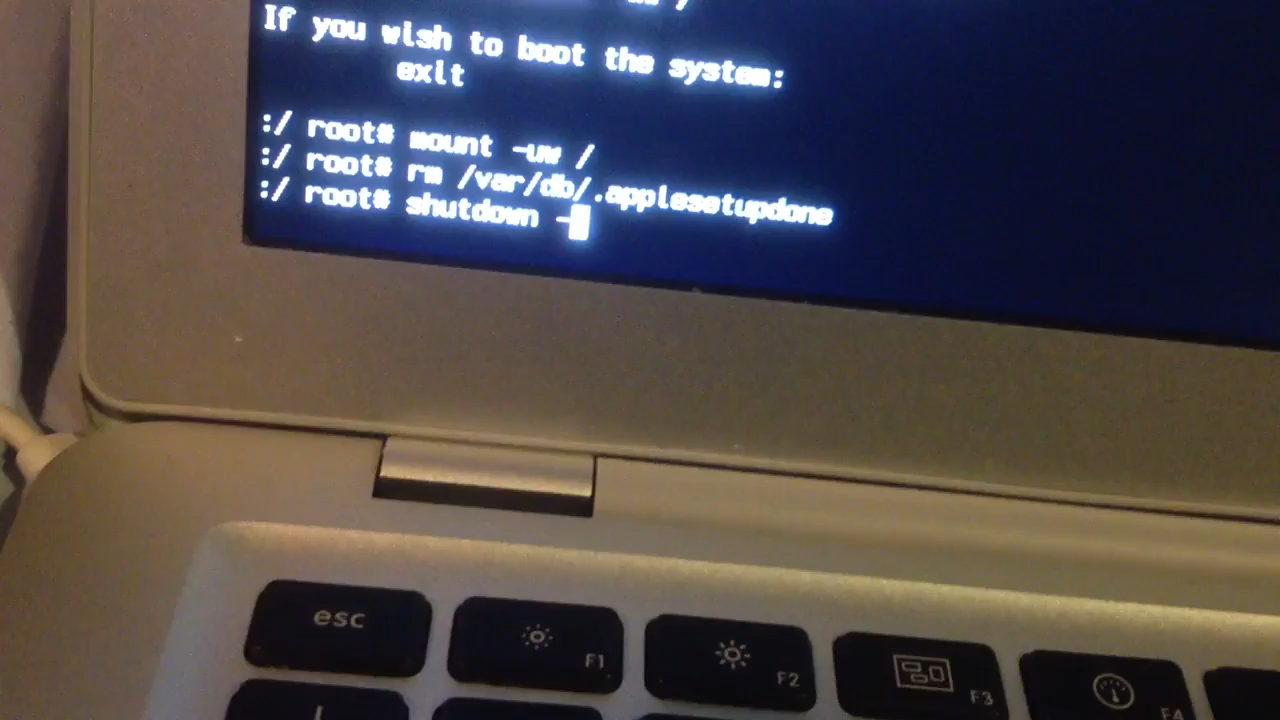 If you wish to boot the system:
exit
:/ root# mount -uw /
:/ root# rm /var/db/.applesetupdone
:/ root# shutdown -
esc
F1
F2
F3
F4